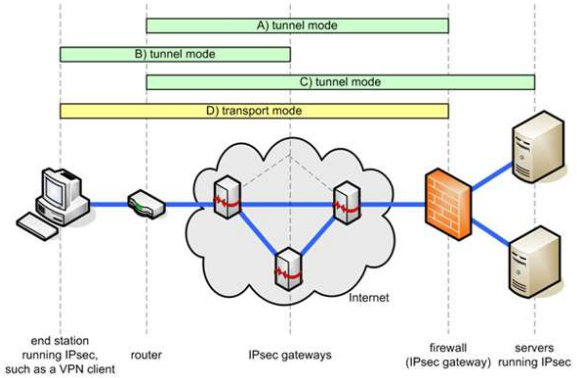 A) tunnel mode
B) tunnel mode
C) tunnel mode
D) transport mode
Internet
end station
running IPsec,
such as a VPN client
router
IPsec gateways
firewall
(IPsec gateway)
servers
running IPsec